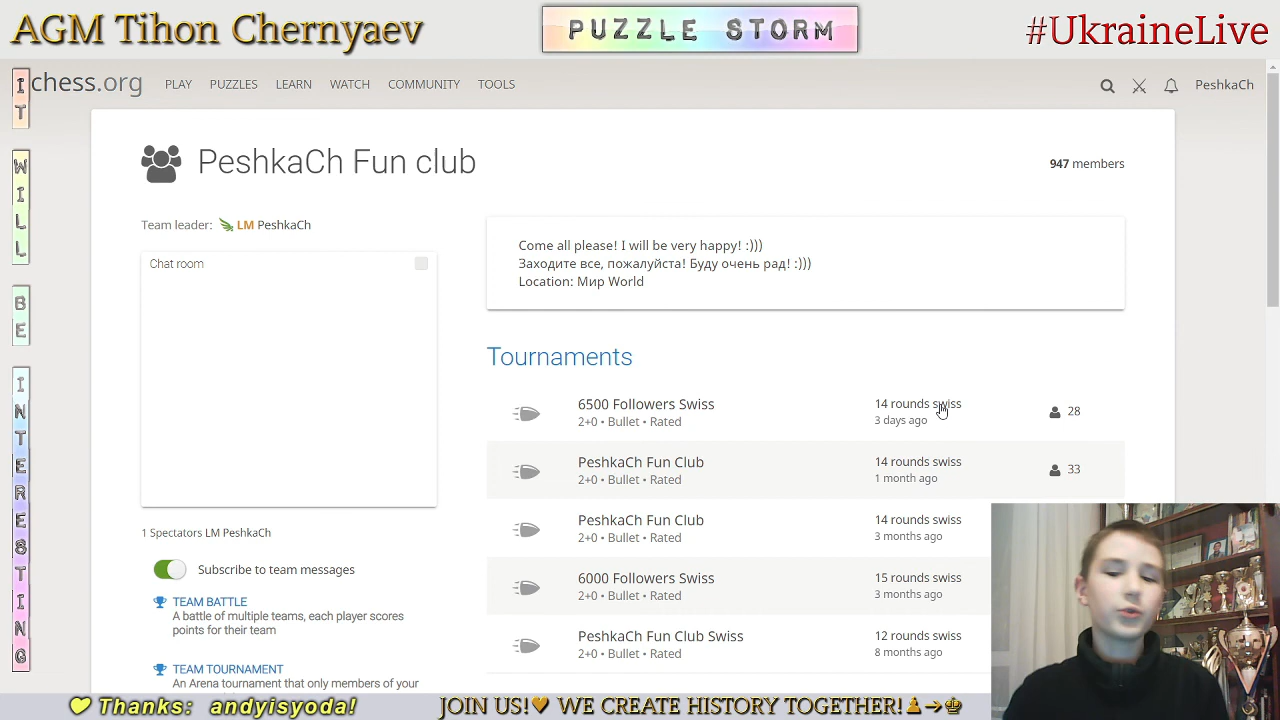 AGM Tihon Chernyaev
PUZZLE STORM
#UkraineLive
IT WILL BE INTERESTING
chess.org
PLAY PUZZLES LEARN WATCH COMMUNITY TOOLS
PeshkaCh
PeshkaCh Fun club
947 members
Team leader: LM PeshkaCh
Chat room
Come all please! I will be very happy! :)))
Заходите все, пожалуйста! Буду очень рад! :)))
Location: Мир World
Tournaments
6500 Followers Swiss
2+0 • Bullet • Rated
14 rounds swiss
3 days ago
28
PeshkaCh Fun Club
2+0 • Bullet • Rated
14 rounds swiss
1 month ago
33
PeshkaCh Fun Club
2+0 • Bullet • Rated
14 rounds swiss
3 months ago
6000 Followers Swiss
2+0 • Bullet • Rated
15 rounds swiss
3 months ago
PeshkaCh Fun Club Swiss
2+0 • Bullet • Rated
12 rounds swiss
8 months ago
1 Spectators LM PeshkaCh
Subscribe to team messages
TEAM BATTLE
A battle of multiple teams, each player scores
points for their team
TEAM TOURNAMENT
An Arena tournament that only members of your
Thanks: andyisyoda!
JOIN US!♥ WE CREATE HISTORY TOGETHER!♟→♚